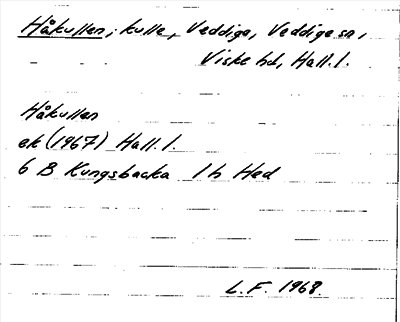 Håkullen; kulle, Veddige, Veddige sn,
Viske hd, Hall. l.
Håkullen
ek (1967) Hall. l.
6 B Kungsbacka 1 h Hed
L.F. 1968